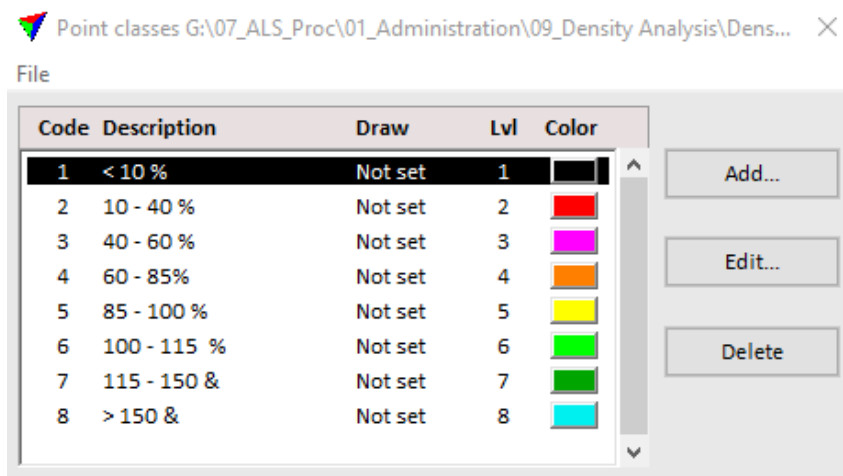 Point classes G:\07_ALS_Proc\01_Administration\09_Density Analysis\Dens...
File
Code Description Draw Lvl Color
1 < 10 % Not set 1
Add...
2 10 - 40 % Not set 2
3 40 - 60 % Not set 3
Edit...
4 60 - 85% Not set 4
5 85 - 100 % Not set 5
6 100 - 115 % Not set 6
Delete
7 115 - 150 & Not set 7
8 > 150 & Not set 8